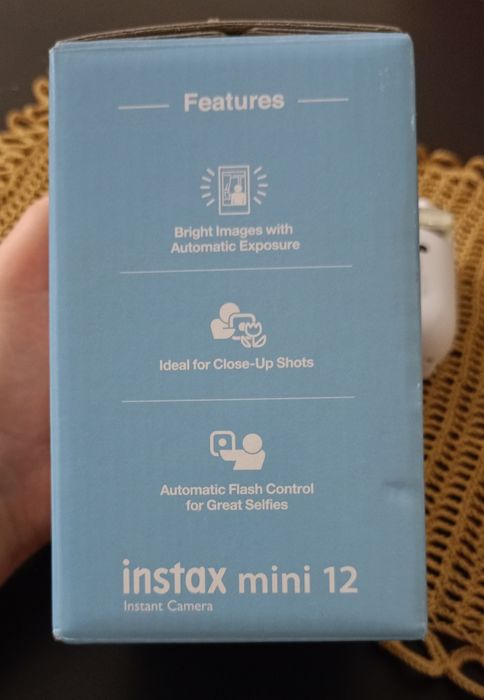 Features
Bright Images with
Automatic Exposure
Ideal for Close-Up Shots
Automatic Flash Control
for Great Selfies
instax mini 12
Instant Camera